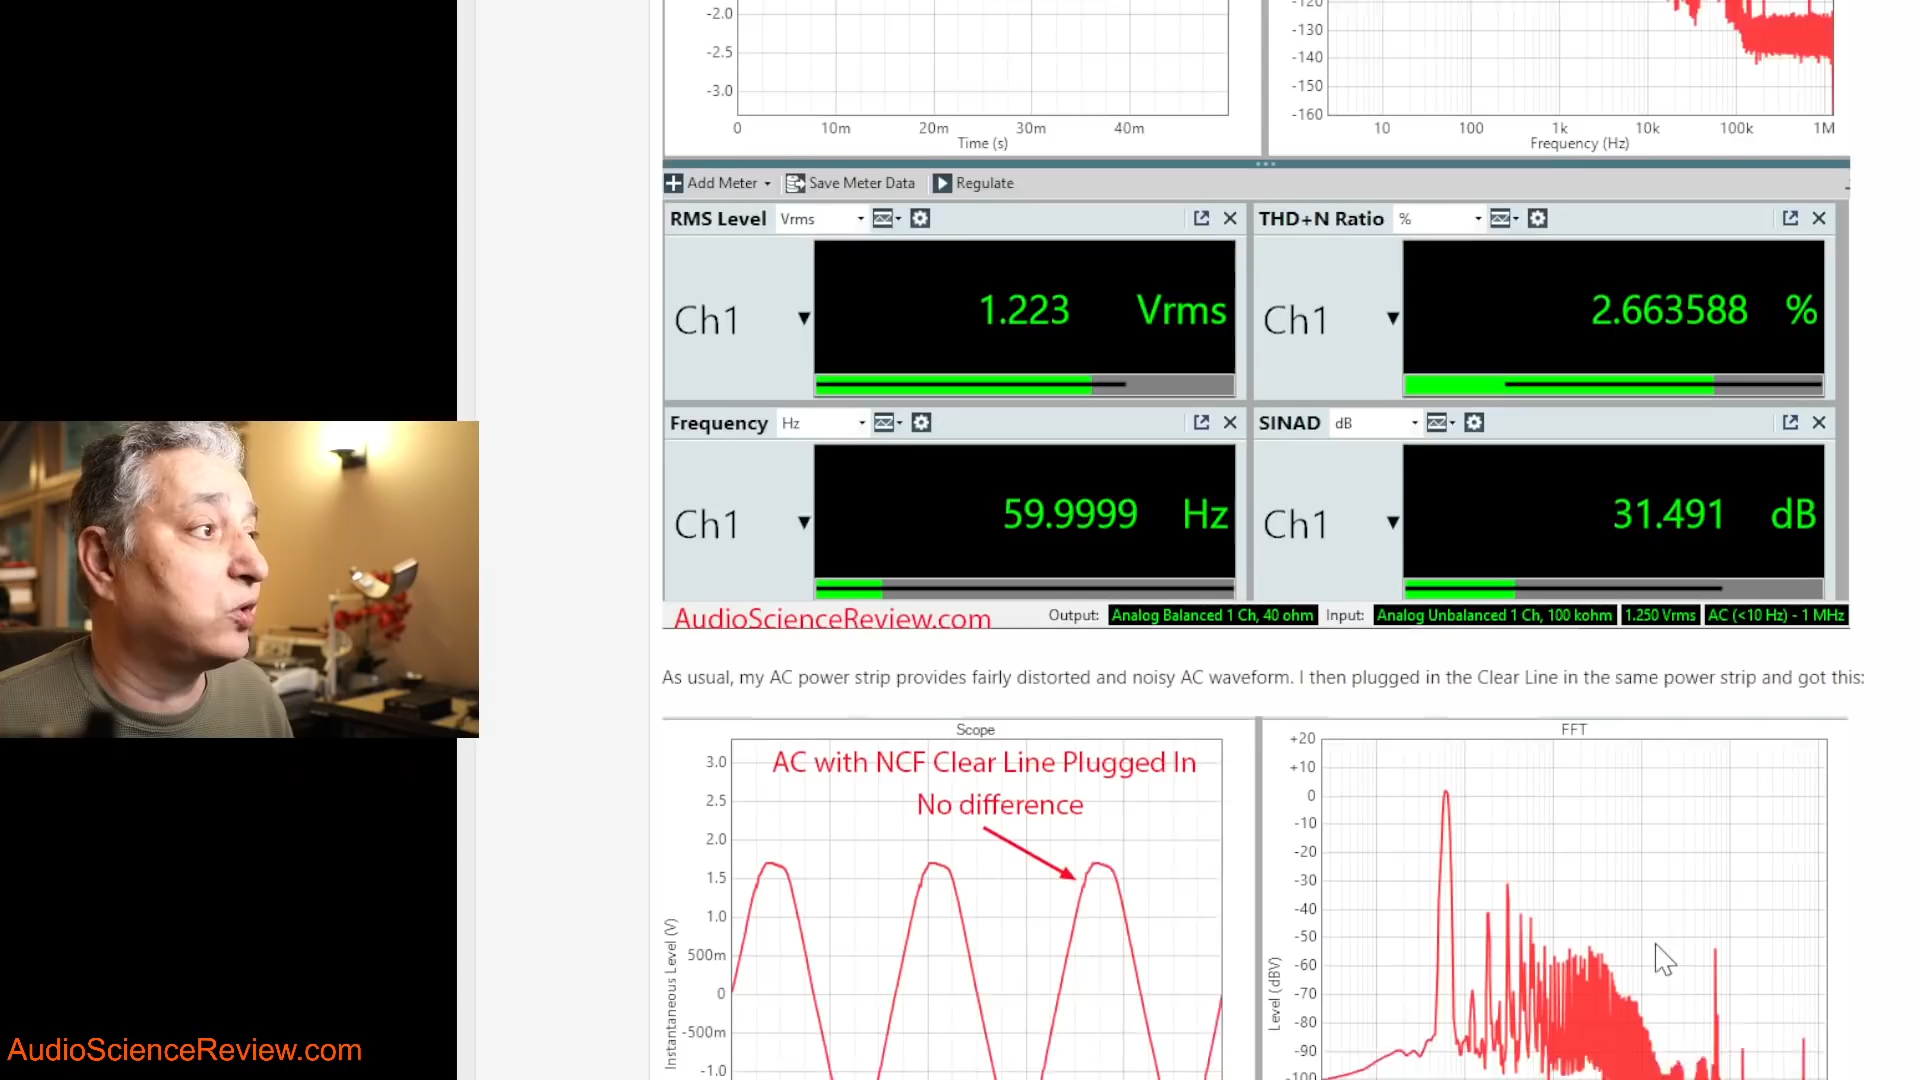 -2.0
-2.5
-3.0
0 10m 20m 30m 40m
Time (s)
-120
-130
-140
-150
-160
10 100 1k 10k 100k 1M
Frequency (Hz)
Add Meter Save Meter Data Regulate
RMS Level Vrms
Ch1 1.223 Vrms
THD+N Ratio %
Ch1 2.663588 %
Frequency Hz
Ch1 59.9999 Hz
SINAD dB
Ch1 31.491 dB
AudioScienceReview.com Output: Analog Balanced 1 Ch, 40 ohm Input: Analog Unbalanced 1 Ch, 100 kohm 1.250 Vrms AC (<10 Hz) - 1 MHz
As usual, my AC power strip provides fairly distorted and noisy AC waveform. I then plugged in the Clear Line in the same power strip and got this:
Scope
AC with NCF Clear Line Plugged In
No difference
3.0
2.5
2.0
1.5
1.0
500m
0
-500m
-1.0
Instantaneous Level (V)
FFT
+20
+10
0
-10
-20
-30
-40
-50
-60
-70
-80
-90
-100
Level (dBV)
AudioScienceReview.com